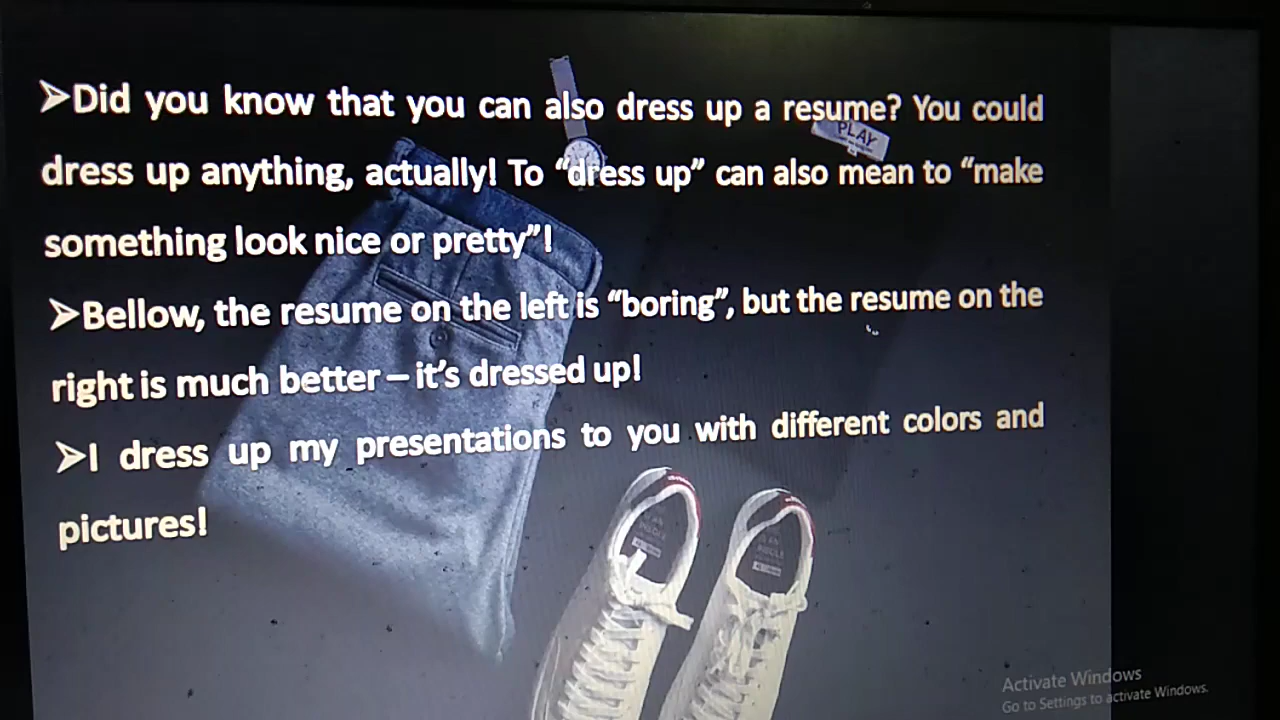 ➢Did you know that you can also dress up a resume? You could
dress up anything, actually! To “dress up” can also mean to “make
something look nice or pretty”!
➢Bellow, the resume on the left is “boring”, but the resume on the
right is much better – it’s dressed up!
➢I dress up my presentations to you with different colors and
pictures!
PLAY
Activate Windows
Go to Settings to activate Windows.